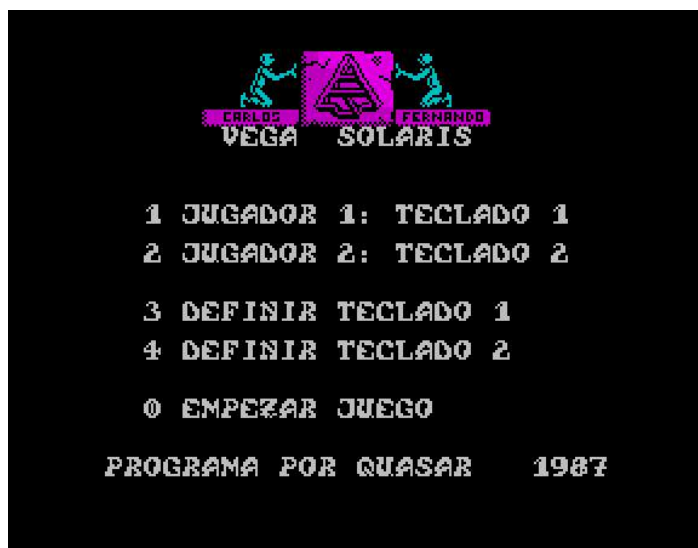 CARLOS FERNANDO
VEGA SOLARIS
1 JUGADOR 1: TECLADO 1
2 JUGADOR 2: TECLADO 2
3 DEFINIR TECLADO 1
4 DEFINIR TECLADO 2
0 EMPEZAR JUEGO
PROGRAMA POR QUASAR 1987